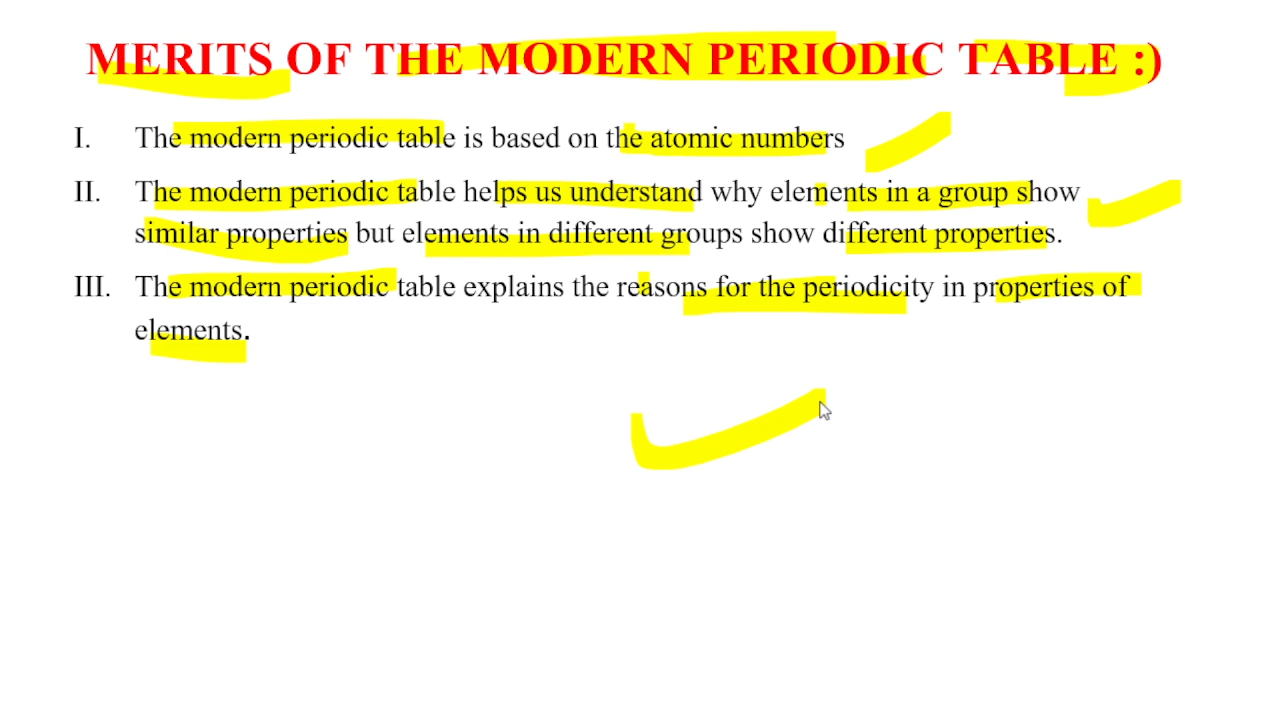 MERITS OF THE MODERN PERIODIC TABLE :)
I. The modern periodic table is based on the atomic numbers
II. The modern periodic table helps us understand why elements in a group show
similar properties but elements in different groups show different properties.
III. The modern periodic table explains the reasons for the periodicity in properties of
elements.